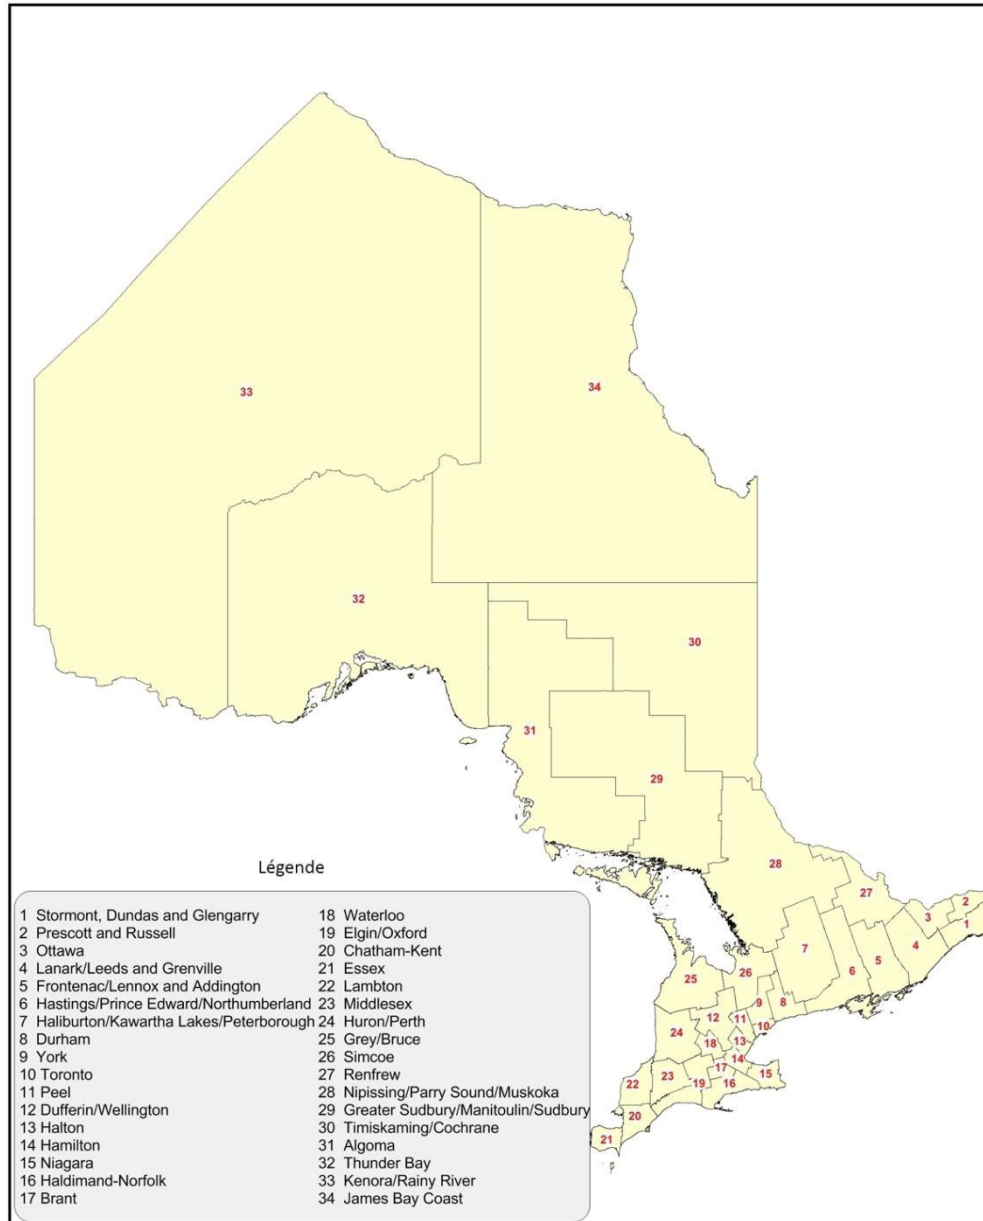 33
34
32
30
31
29
28
27
2
3
1
4
7
5
6
26
25
9
8
12
11
10
24
13
18
14
17
15
23
22
19
16
20
21
Légende
1 Stormont, Dundas and Glengarry
2 Prescott and Russell
3 Ottawa
4 Lanark/Leeds and Grenville
5 Frontenac/Lennox and Addington
6 Hastings/Prince Edward/Northumberland
7 Haliburton/Kawartha Lakes/Peterborough
8 Durham
9 York
10 Toronto
11 Peel
12 Dufferin/Wellington
13 Halton
14 Hamilton
15 Niagara
16 Haldimand-Norfolk
17 Brant
18 Waterloo
19 Elgin/Oxford
20 Chatham-Kent
21 Essex
22 Lambton
23 Middlesex
24 Huron/Perth
25 Grey/Bruce
26 Simcoe
27 Renfrew
28 Nipissing/Parry Sound/Muskoka
29 Greater Sudbury/Manitoulin/Sudbury
30 Timiskaming/Cochrane
31 Algoma
32 Thunder Bay
33 Kenora/Rainy River
34 James Bay Coast